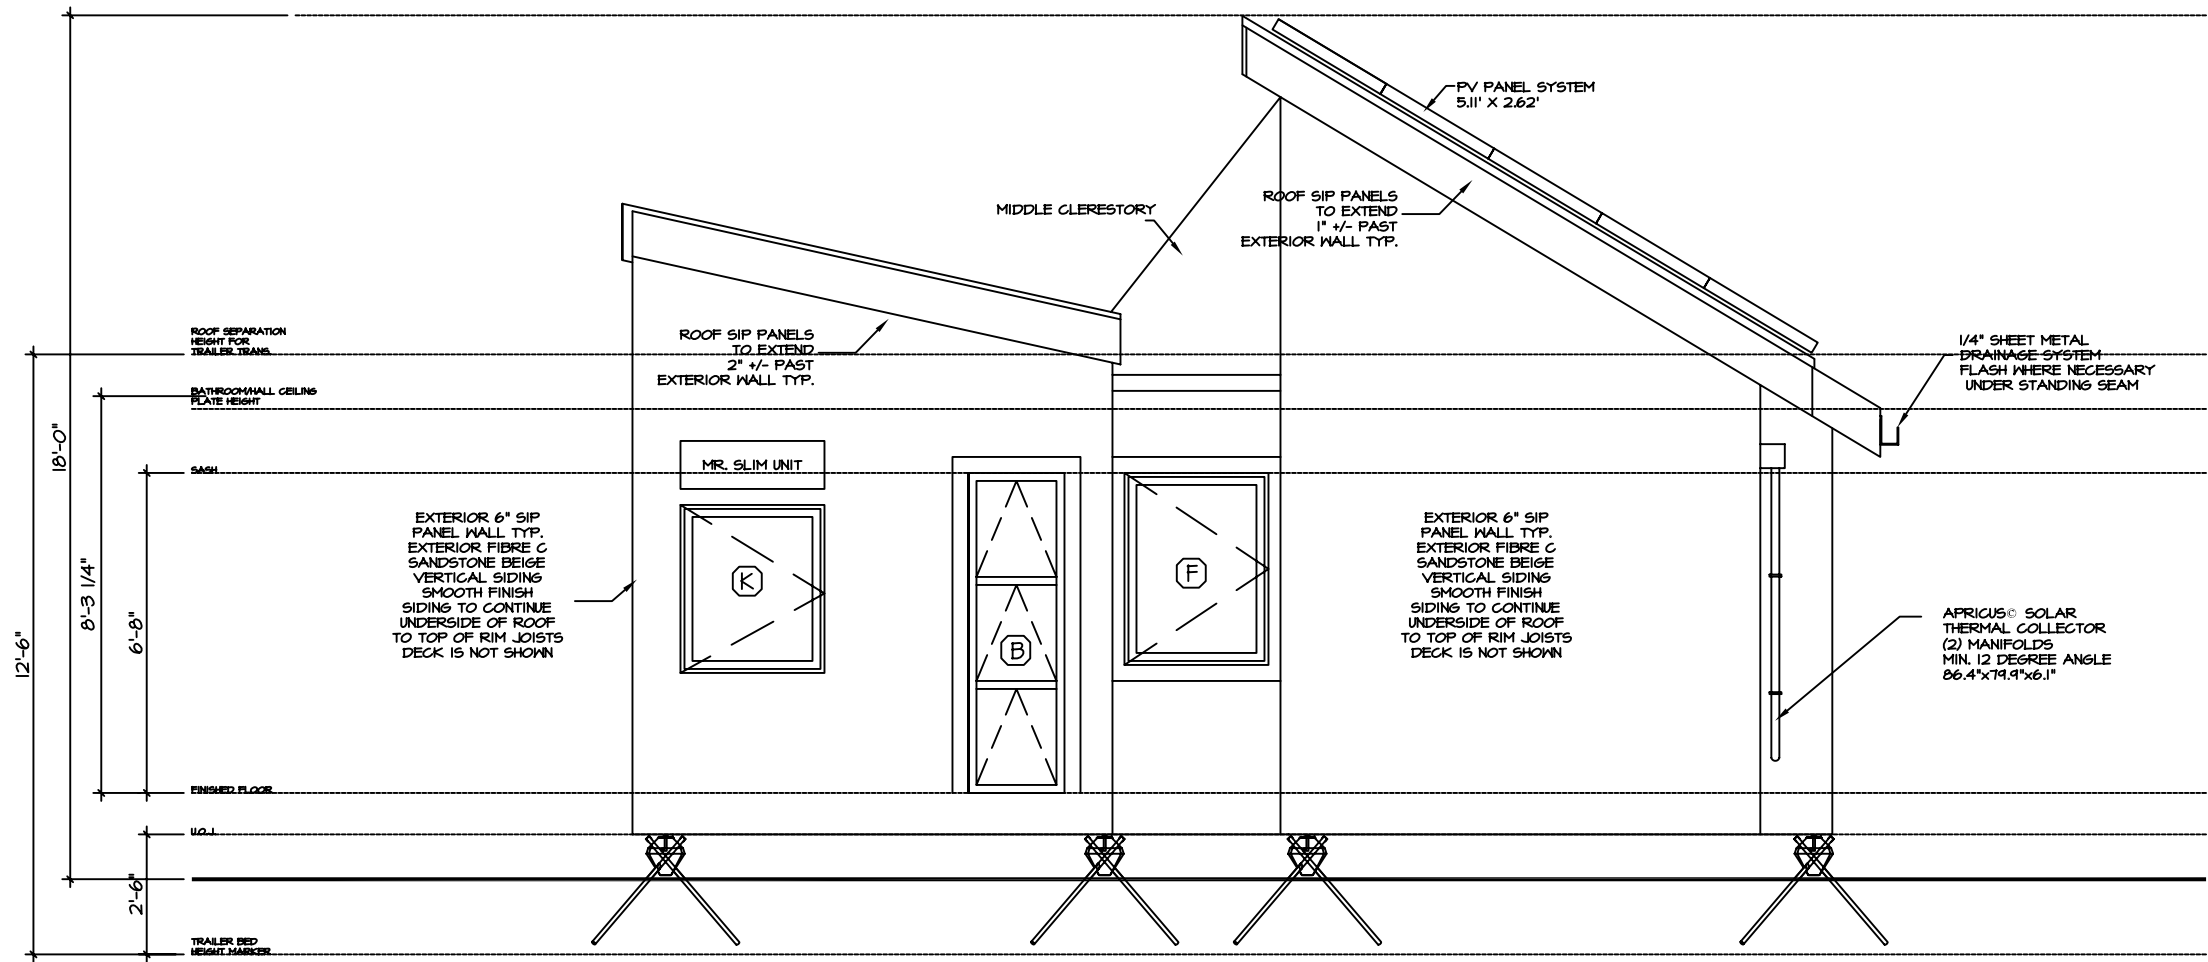 PV PANEL SYSTEM
5.11' X 2.62'
ROOF SIP PANELS
TO EXTEND
1" +/- PAST
EXTERIOR WALL TYP.
MIDDLE CLERESTORY
ROOF SEPARATION
HEIGHT FOR
TRAILER TRANS.
ROOF SIP PANELS
TO EXTEND
2" +/- PAST
EXTERIOR WALL TYP.
1/4" SHEET METAL
DRAINAGE SYSTEM
FLASH WHERE NECESSARY
UNDER STANDING SEAM
BATHROOM/HALL CEILING
PLATE HEIGHT
18'-0"
SASH
MR. SLIM UNIT
EXTERIOR 6" SIP
PANEL WALL TYP.
EXTERIOR FIBRE C
SANDSTONE BEIGE
VERTICAL SIDING
SMOOTH FINISH
SIDING TO CONTINUE
UNDERSIDE OF ROOF
TO TOP OF RIM JOISTS
DECK IS NOT SHOWN
K
B
F
EXTERIOR 6" SIP
PANEL WALL TYP.
EXTERIOR FIBRE C
SANDSTONE BEIGE
VERTICAL SIDING
SMOOTH FINISH
SIDING TO CONTINUE
UNDERSIDE OF ROOF
TO TOP OF RIM JOISTS
DECK IS NOT SHOWN
8'-3 1/4"
6'-8"
12'-6"
APRICUS© SOLAR
THERMAL COLLECTOR
(2) MANIFOLDS
MIN. 12 DEGREE ANGLE
86.4"x79.9"x6.1"
FINISHED FLOOR
U.O.J.
2'-6"
TRAILER BED
HEIGHT MARKER